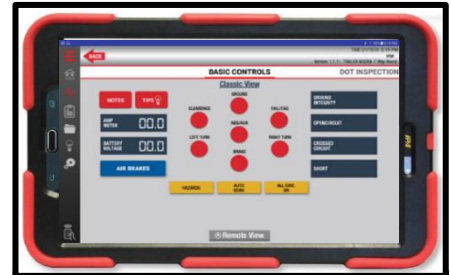 BACK
BASIC CONTROLS
DOT INSPECTION
Classic View
GROUND
NOTES
TIPS
CLEARANCE
TAIL/TAG
GROUND
INTEGRITY
AMP
METER
00.0
ABS/AUX
OPEN CIRCUIT
LEFT TURN
RIGHT TURN
BATTERY
VOLTAGE
00.0
CROSSED
CIRCUIT
BRAKE
AIR BRAKES
SHORT
HAZARDS
AUTO
SCAN
ALL CIRC.
ON
Remote View